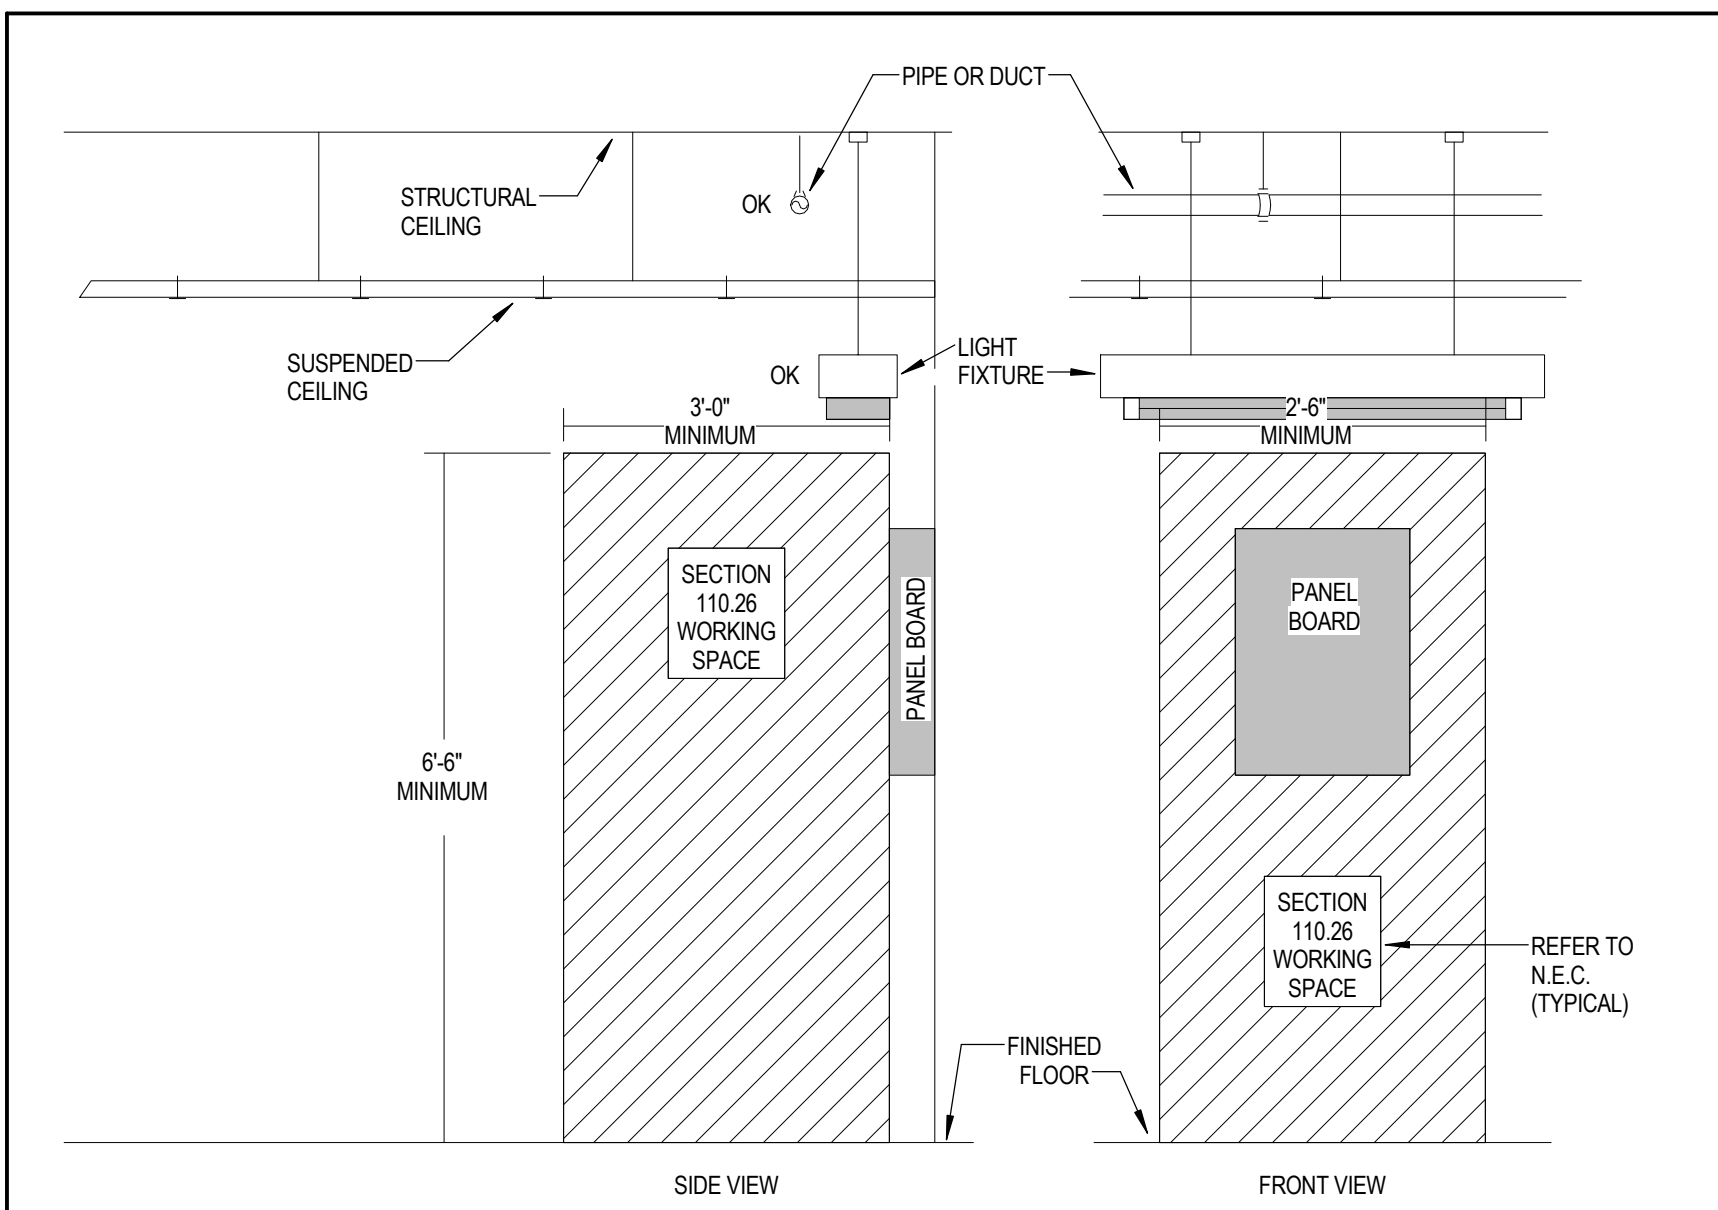 PIPE OR DUCT
STRUCTURAL
CEILING
OK
SUSPENDED
CEILING
OK
LIGHT
FIXTURE
3'-0"
MINIMUM
2'-6"
MINIMUM
SECTION
110.26
WORKING
SPACE
PANEL BOARD
PANEL
BOARD
6'-6"
MINIMUM
SECTION
110.26
WORKING
SPACE
REFER TO
N.E.C.
(TYPICAL)
FINISHED
FLOOR
SIDE VIEW
FRONT VIEW